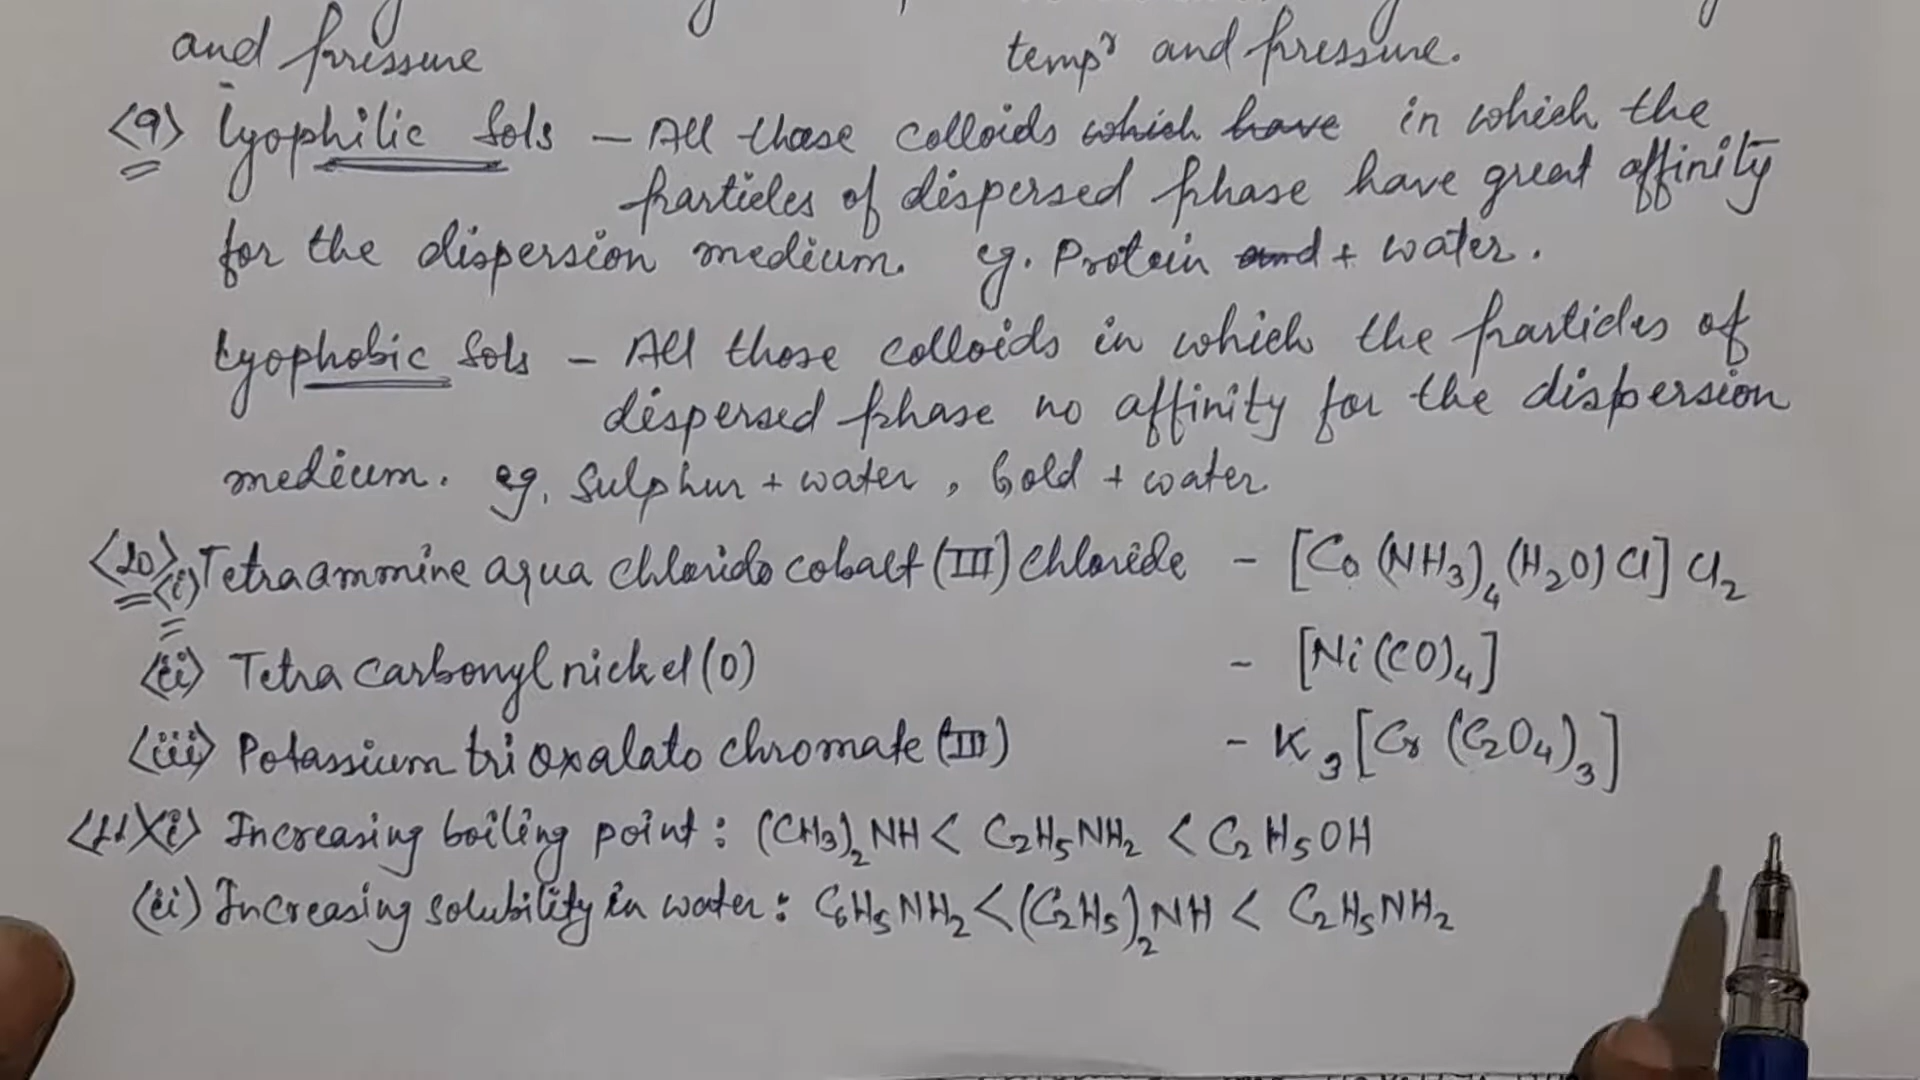 and pressure
tempr and pressure.
<9> Lyophilic Sols - All those colloids which have in which the
particles of dispersed phase have great affinity
for the dispersion medium. eg. Protein and + water.
Lyophobic Sols - All those colloids in which the particles of
dispersed phase no affinity for the dispersion
medium. eg. Sulphur + water, Gold + water
<10> <i> Tetraammine aqua chlorido cobalt (III) chloride - [Co(NH3)4(H2O)Cl]Cl2
<ii> Tetra carbonyl nickel (0) - [Ni(CO)4]
<iii> Potassium tri oxalato chromate (III) - K3[Cr(C2O4)3]
<11><i> Increasing boiling point: (CH3)2NH < C2H5NH2 < C2H5OH
(ii) Increasing solubility in water: C6H5NH2 < (C2H5)2NH < C2H5NH2